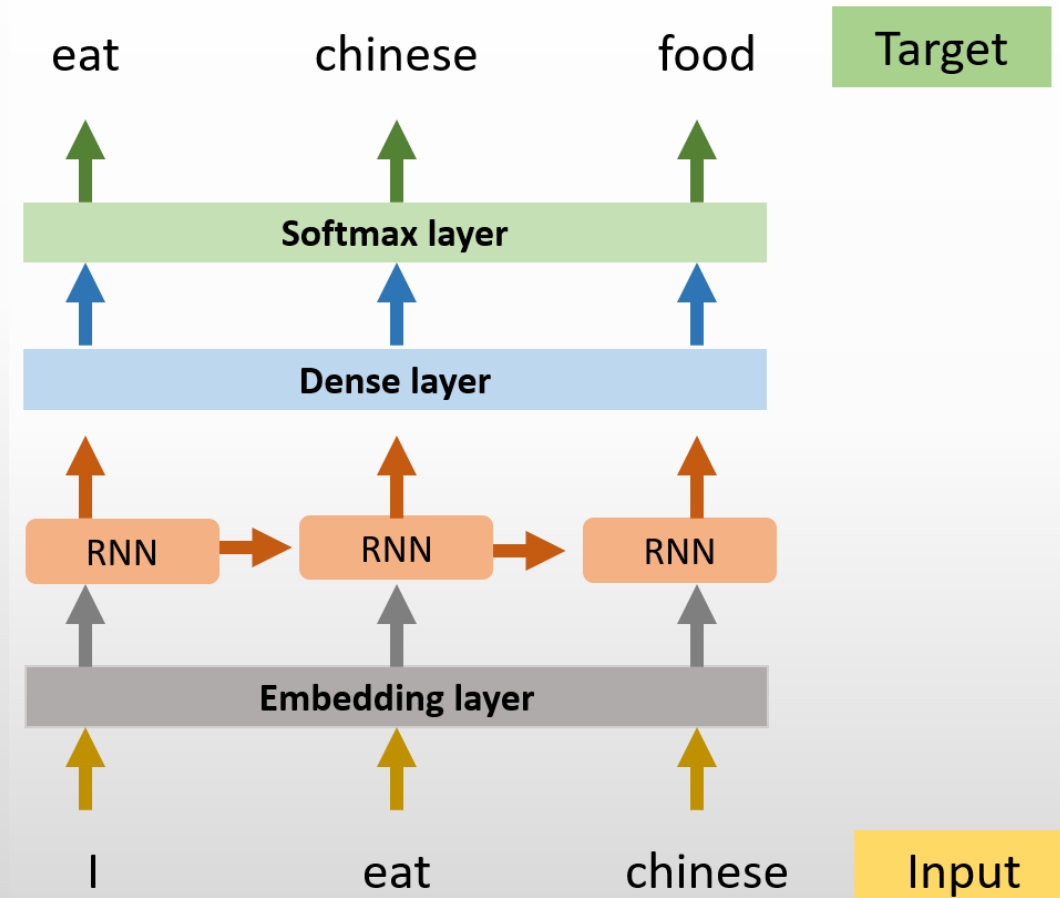 eat chinese food Target
Softmax layer
Dense layer
RNN RNN RNN
Embedding layer
I eat chinese Input